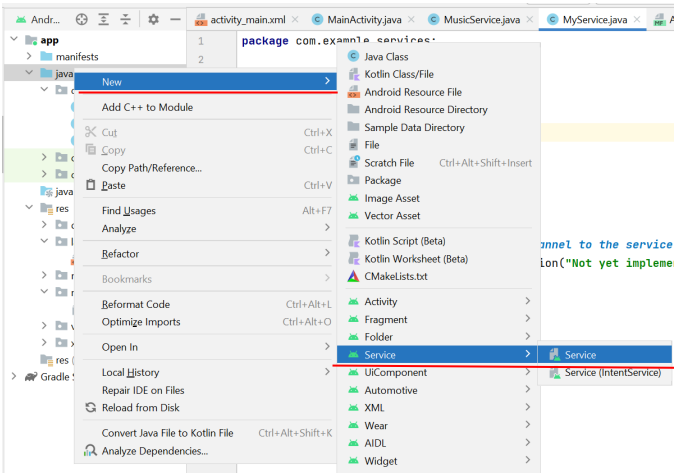 Andr...
activity_main.xml
MainActivity.java
MusicService.java
MyService.java
app
manifests
java
res
java
res (
Gradle S
1
2
package com.example.services;
annel to the service
ion("Not yet impleme
New
Add C++ to Module
Cut Ctrl+X
Copy Ctrl+C
Copy Path/Reference...
Paste Ctrl+V
Find Usages Alt+F7
Analyze
Refactor
Bookmarks
Reformat Code Ctrl+Alt+L
Optimize Imports Ctrl+Alt+O
Open In
Local History
Repair IDE on Files
Reload from Disk
Convert Java File to Kotlin File Ctrl+Alt+Shift+K
Analyze Dependencies...
Java Class
Kotlin Class/File
Android Resource File
Android Resource Directory
Sample Data Directory
File
Scratch File Ctrl+Alt+Shift+Insert
Package
Image Asset
Vector Asset
Kotlin Script (Beta)
Kotlin Worksheet (Beta)
CMakeLists.txt
Activity
Fragment
Folder
Service
UiComponent
Automotive
XML
Wear
AIDL
Widget
Service
Service (IntentService)